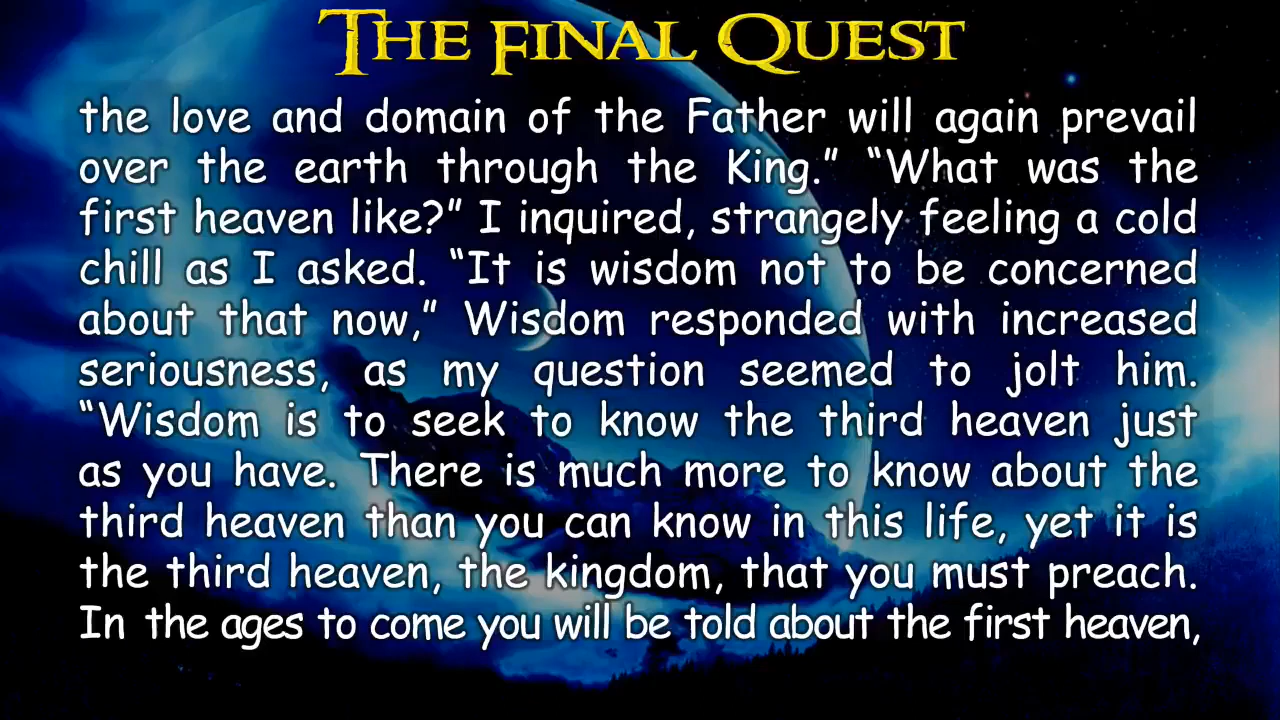 The Final Quest
the love and domain of the Father will again prevail
over the earth through the King.” “What was the
first heaven like?” I inquired, strangely feeling a cold
chill as I asked. “It is wisdom not to be concerned
about that now,” Wisdom responded with increased
seriousness, as my question seemed to jolt him.
“Wisdom is to seek to know the third heaven just
as you have. There is much more to know about the
third heaven than you can know in this life, yet it is
the third heaven, the kingdom, that you must preach.
In the ages to come you will be told about the first heaven,